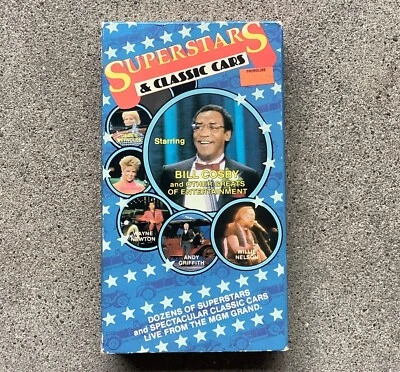 SUPERSTARS
& CLASSIC CARS
Starring
BILL COSBY
and OTHER GREATS
OF ENTERTAINMENT
WAYNE
NEWTON
ANDY
GRIFFITH
WILLIE
NELSON
DOZENS OF SUPERSTARS
and SPECTACULAR CLASSIC CARS
LIVE FROM THE MGM GRAND.